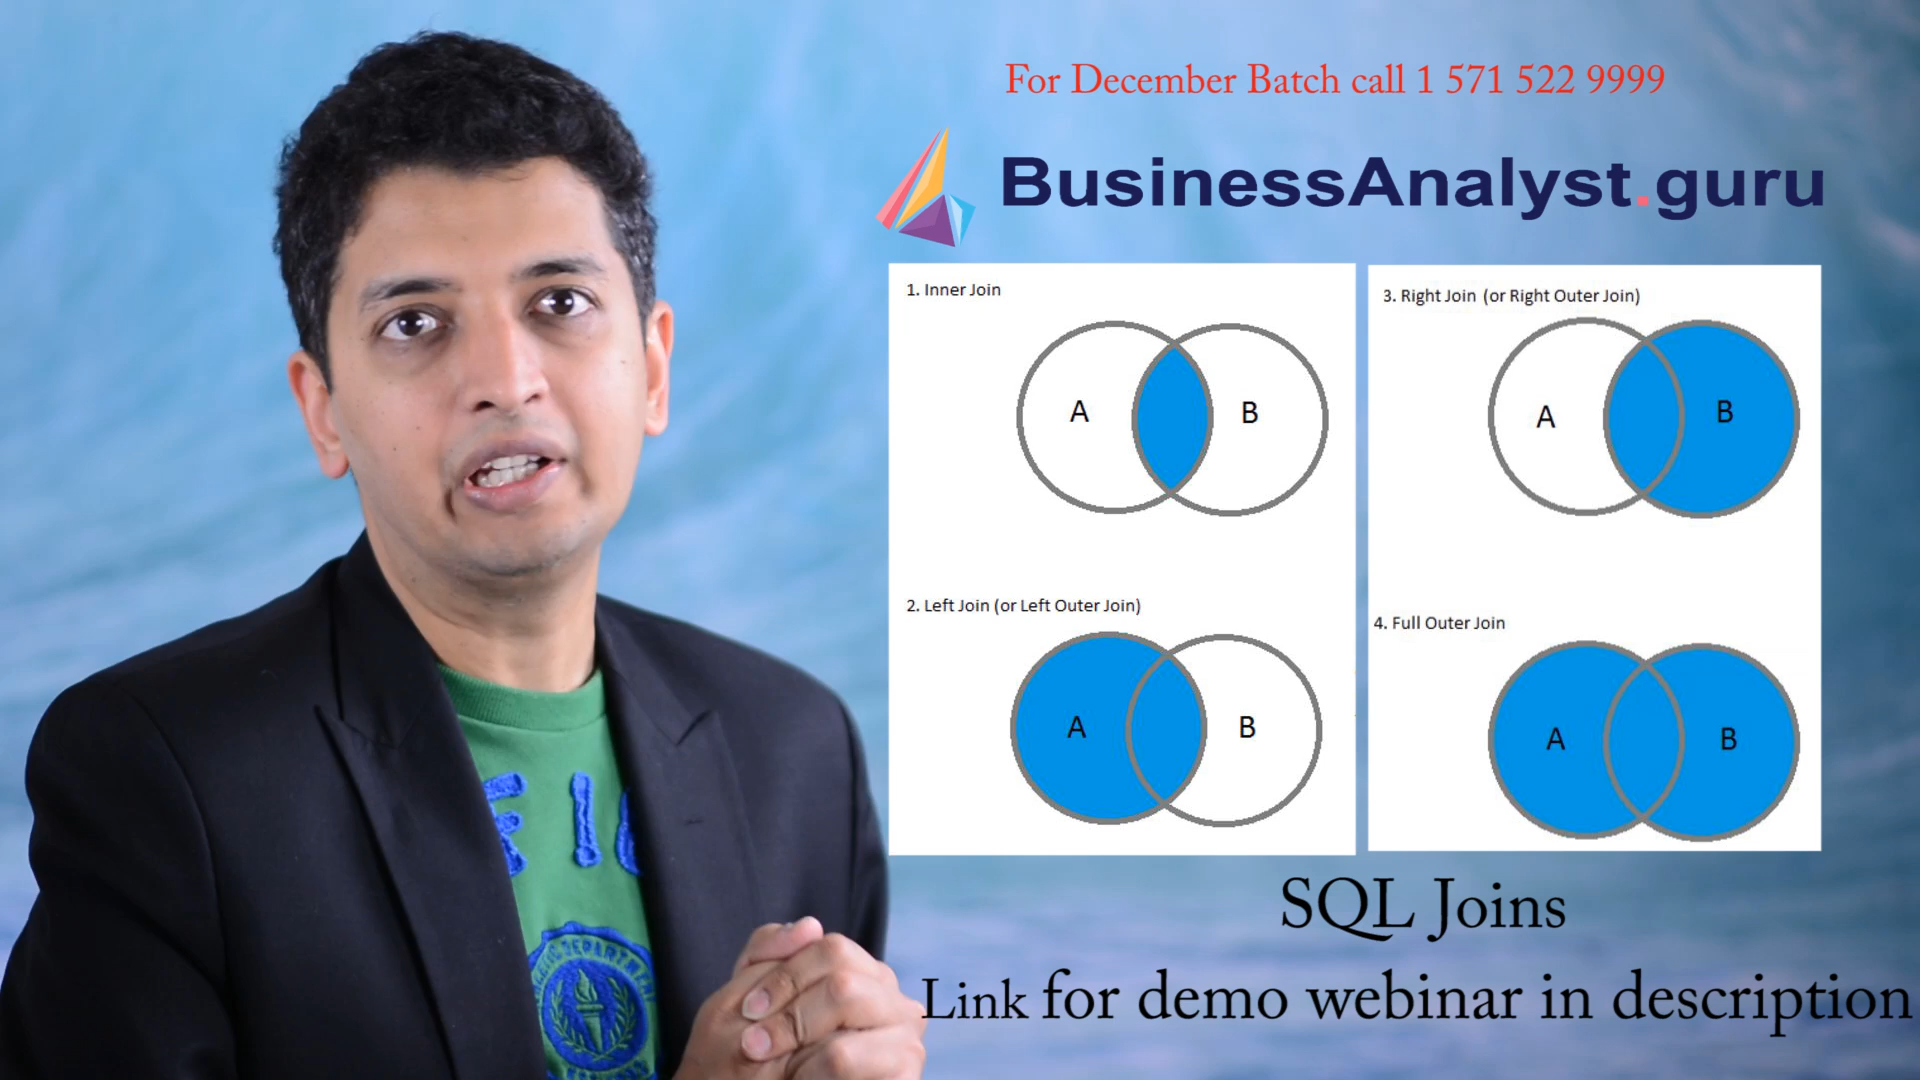 For December Batch call 1 571 522 9999
BusinessAnalyst.guru
1. Inner Join
A
B
2. Left Join (or Left Outer Join)
A
B
3. Right Join (or Right Outer Join)
A
B
4. Full Outer Join
A
B
SQL Joins
Link for demo webinar in description